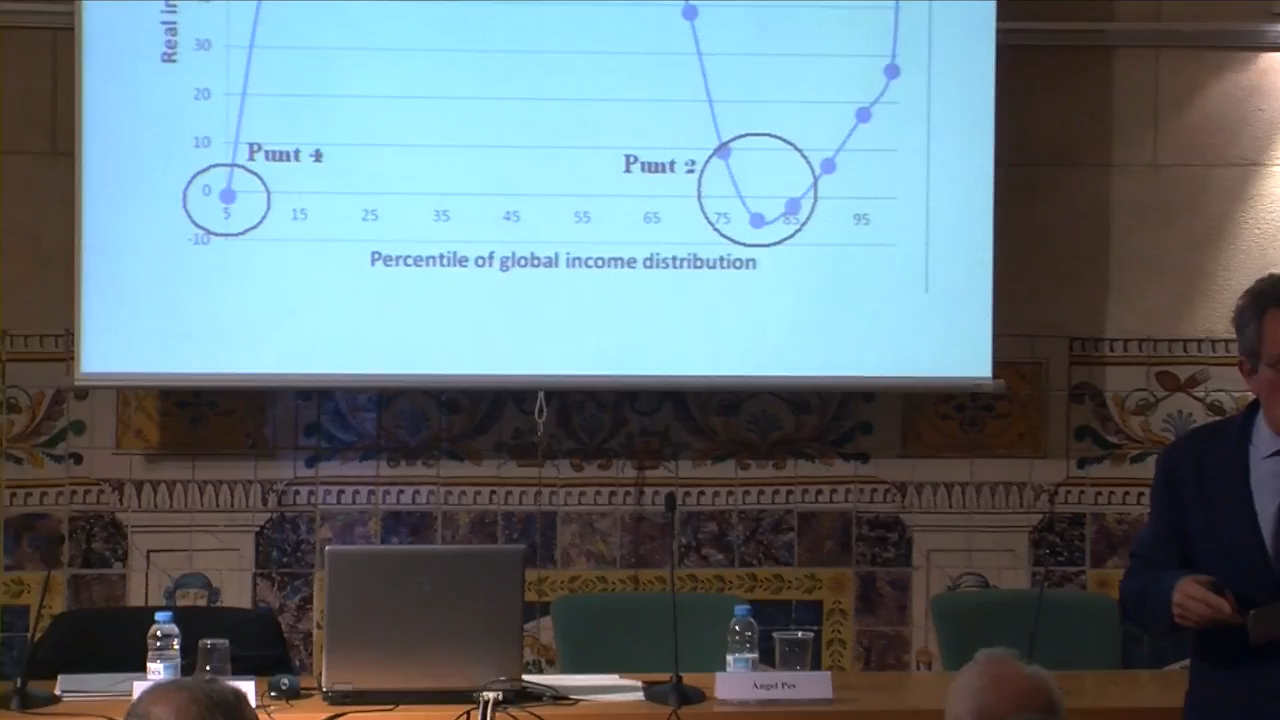 Real in
30
20
10
0
-10
Punt 4
Punt 2
5 15 25 35 45 55 65 75 85 95
Percentile of global income distribution
Àngel Pes